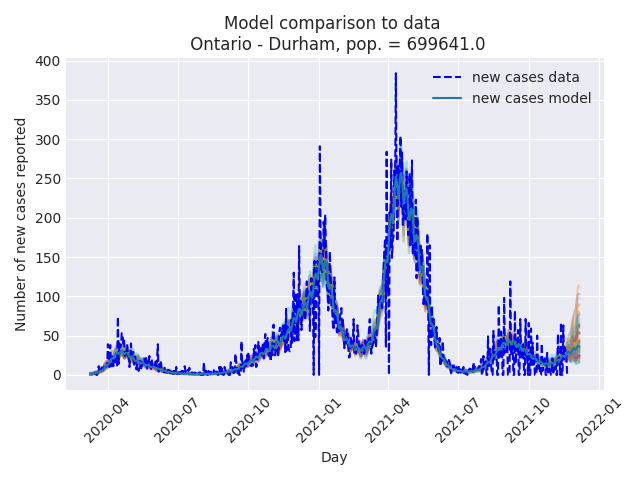 Model comparison to data
Ontario - Durham, pop. = 699641.0
new cases data
new cases model
Number of new cases reported
400
350
300
250
200
150
100
50
0
2020-04
2020-07
2020-10
2021-01
2021-04
2021-07
2021-10
2022-01
Day